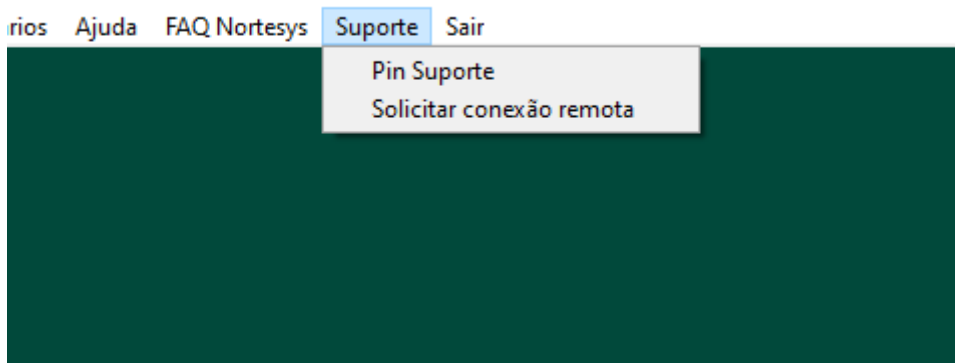 rios Ajuda FAQ Nortesys Suporte Sair
Pin Suporte
Solicitar conexão remota